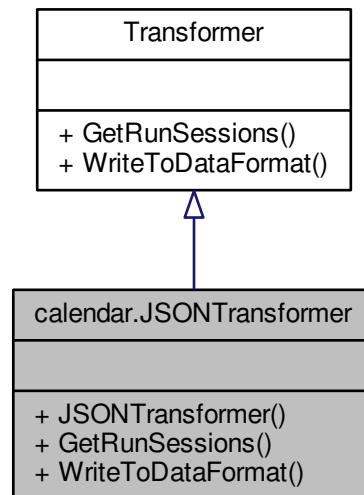 Transformer
+ GetRunSessions()
+ WriteToDataFormat()
calendar.JSONTransformer
+ JSONTransformer()
+ GetRunSessions()
+ WriteToDataFormat()